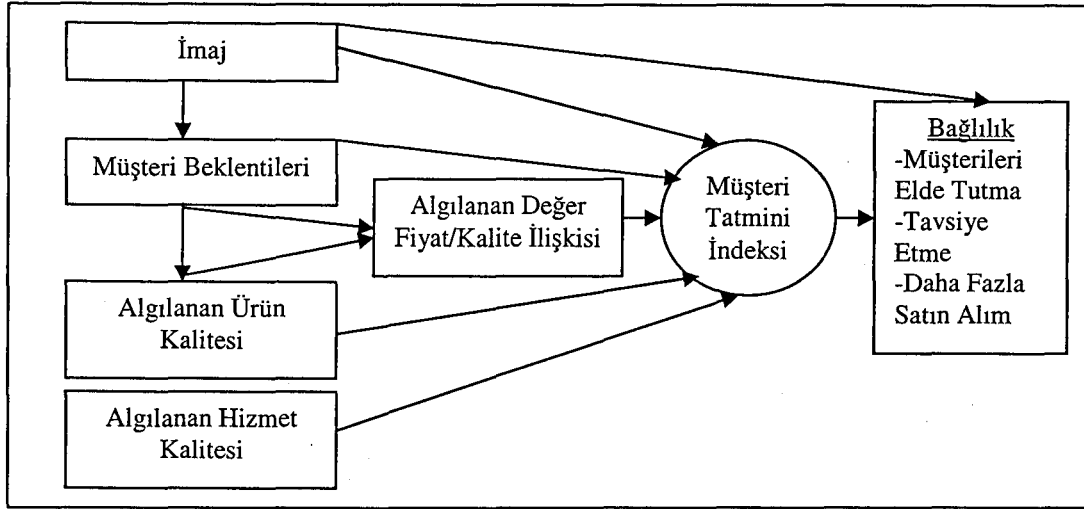 İmaj
Müşteri Beklentileri
Algılanan Değer
Fiyat/Kalite İlişkisi
Algılanan Ürün
Kalitesi
Algılanan Hizmet
Kalitesi
Müşteri
Tatmini
İndeksi
Bağlılık
-Müşterileri
Elde Tutma
-Tavsiye
Etme
-Daha Fazla
Satın Alım